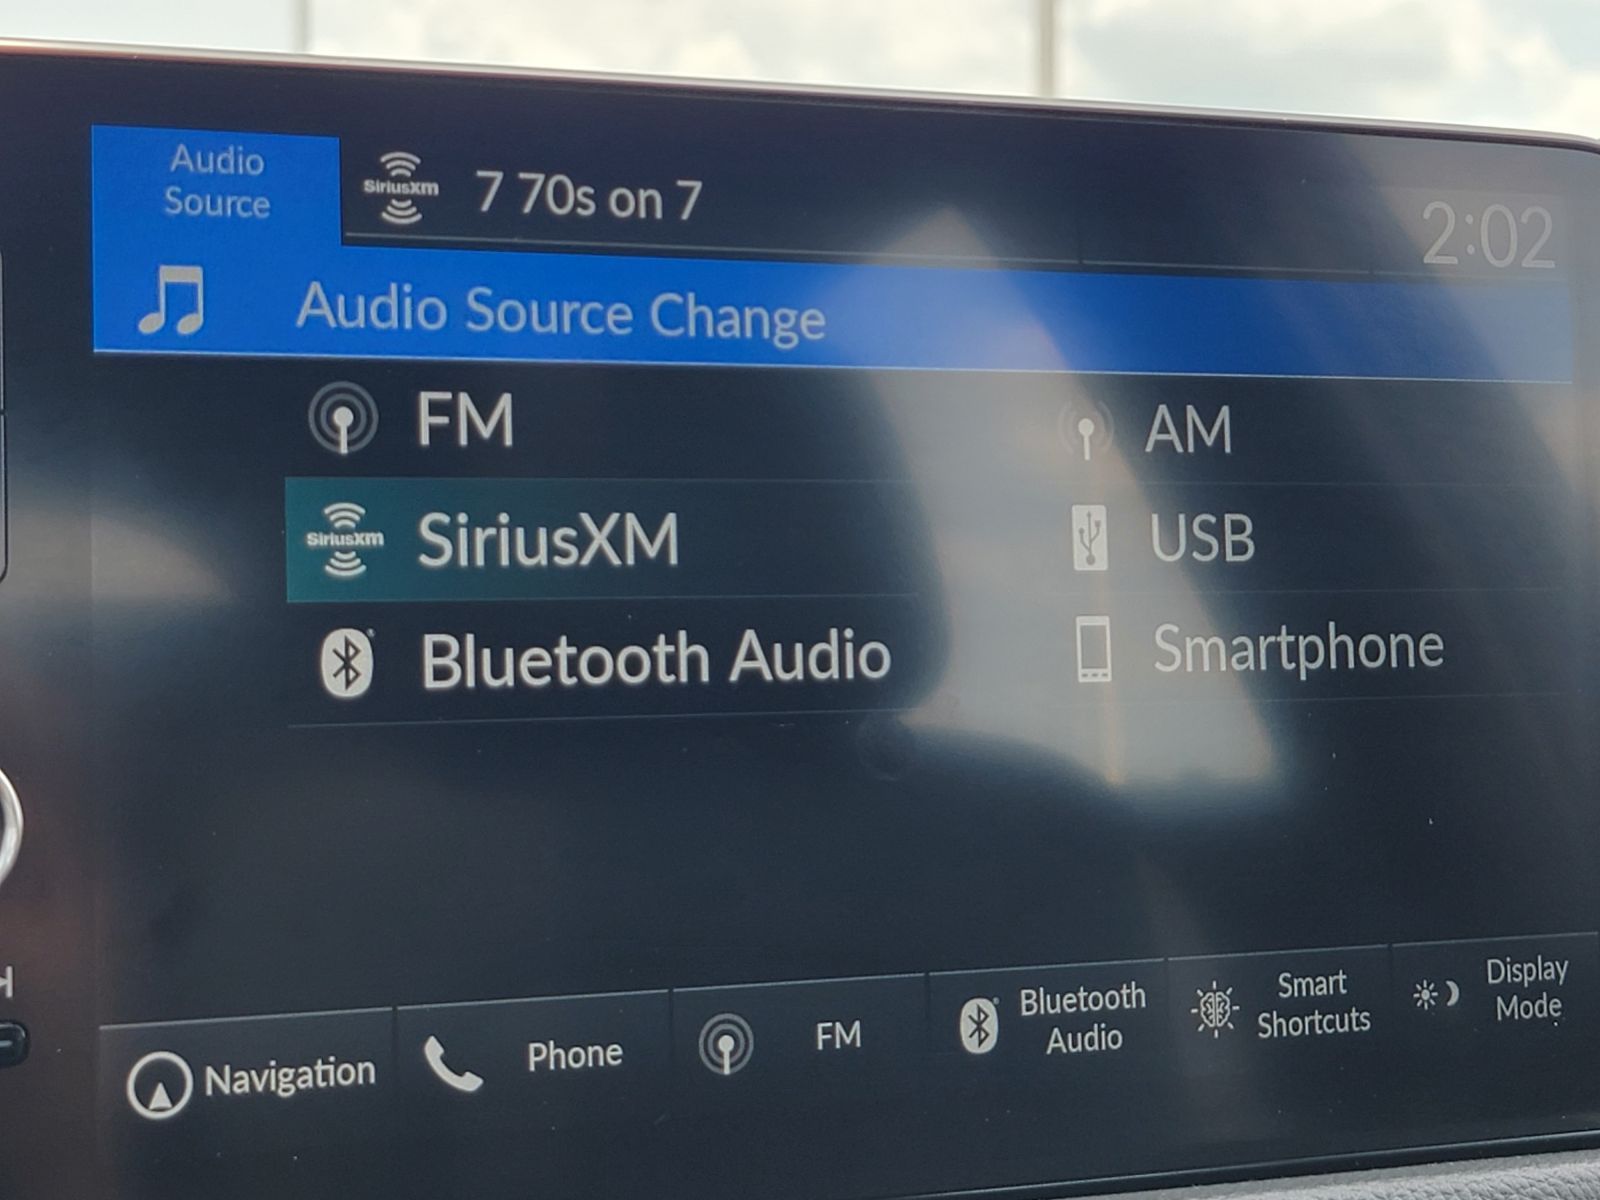 Audio
Source
SiriusXM
7 70s on 7
2:02
Audio Source Change
FM
AM
SiriusXM
SiriusXM
USB
Bluetooth Audio
Smartphone
Navigation
Phone
FM
Bluetooth
Audio
Smart
Shortcuts
Display
Mode